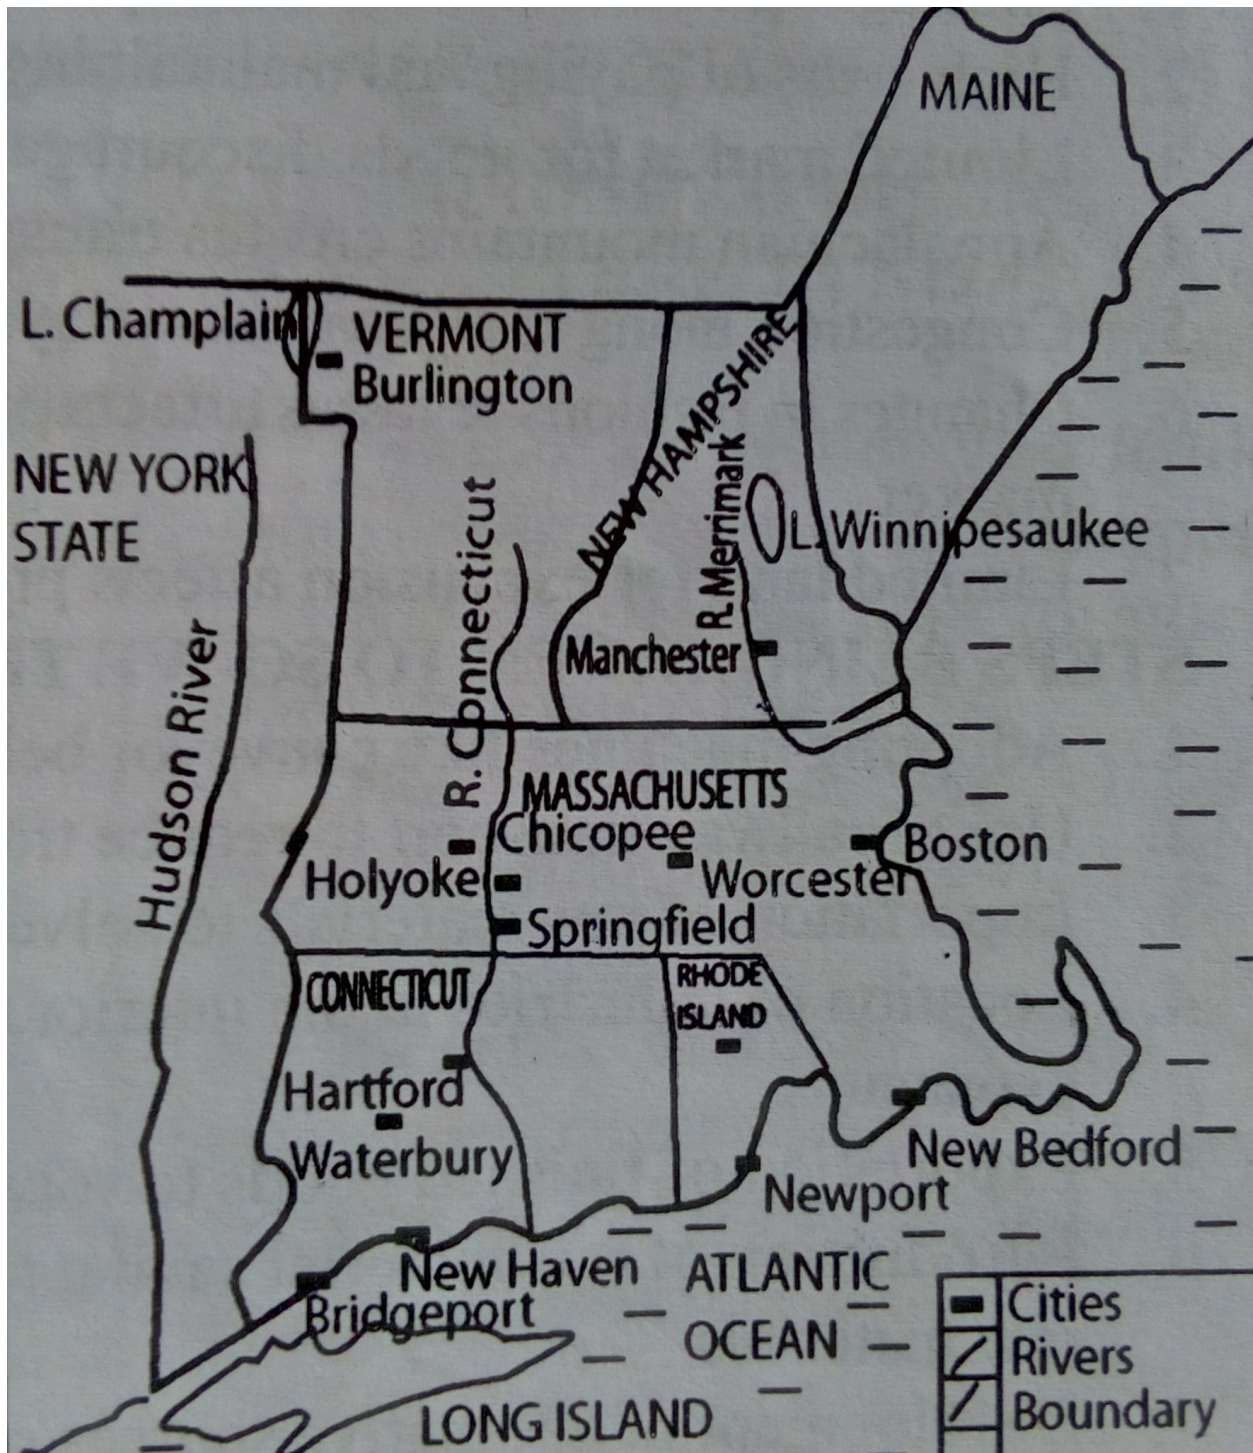 MAINE
L. Champlain
VERMONT
Burlington
NEW HAMPSHIRE
NEW YORK
STATE
R. Connecticut
R. Merrimark
L. Winnipesaukee
Hudson River
Manchester
MASSACHUSETTS
Chicopee
Boston
Holyoke
Worcester
Springfield
CONNECTICUT
RHODE
ISLAND
Hartford
Waterbury
New Bedford
Newport
New Haven
ATLANTIC
OCEAN
Bridgeport
LONG ISLAND
Cities
Rivers
Boundary